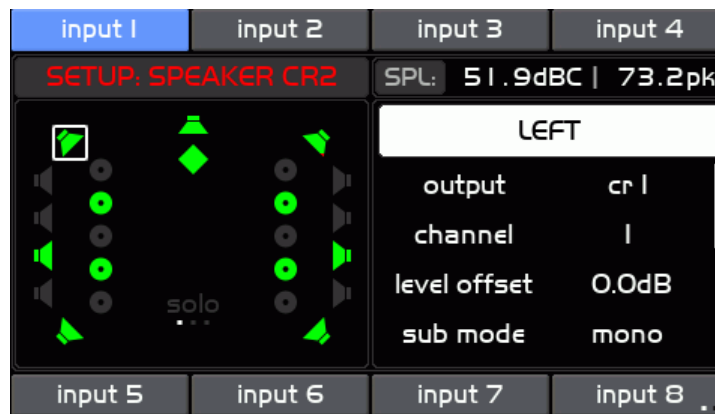 input 1 input 2 input 3 input 4
SETUP: SPEAKER CR2 SPL: 51.9dBC | 73.2pk
LEFT
output cr 1
channel 1
level offset 0.0dB
solo
sub mode mono
input 5 input 6 input 7 input 8